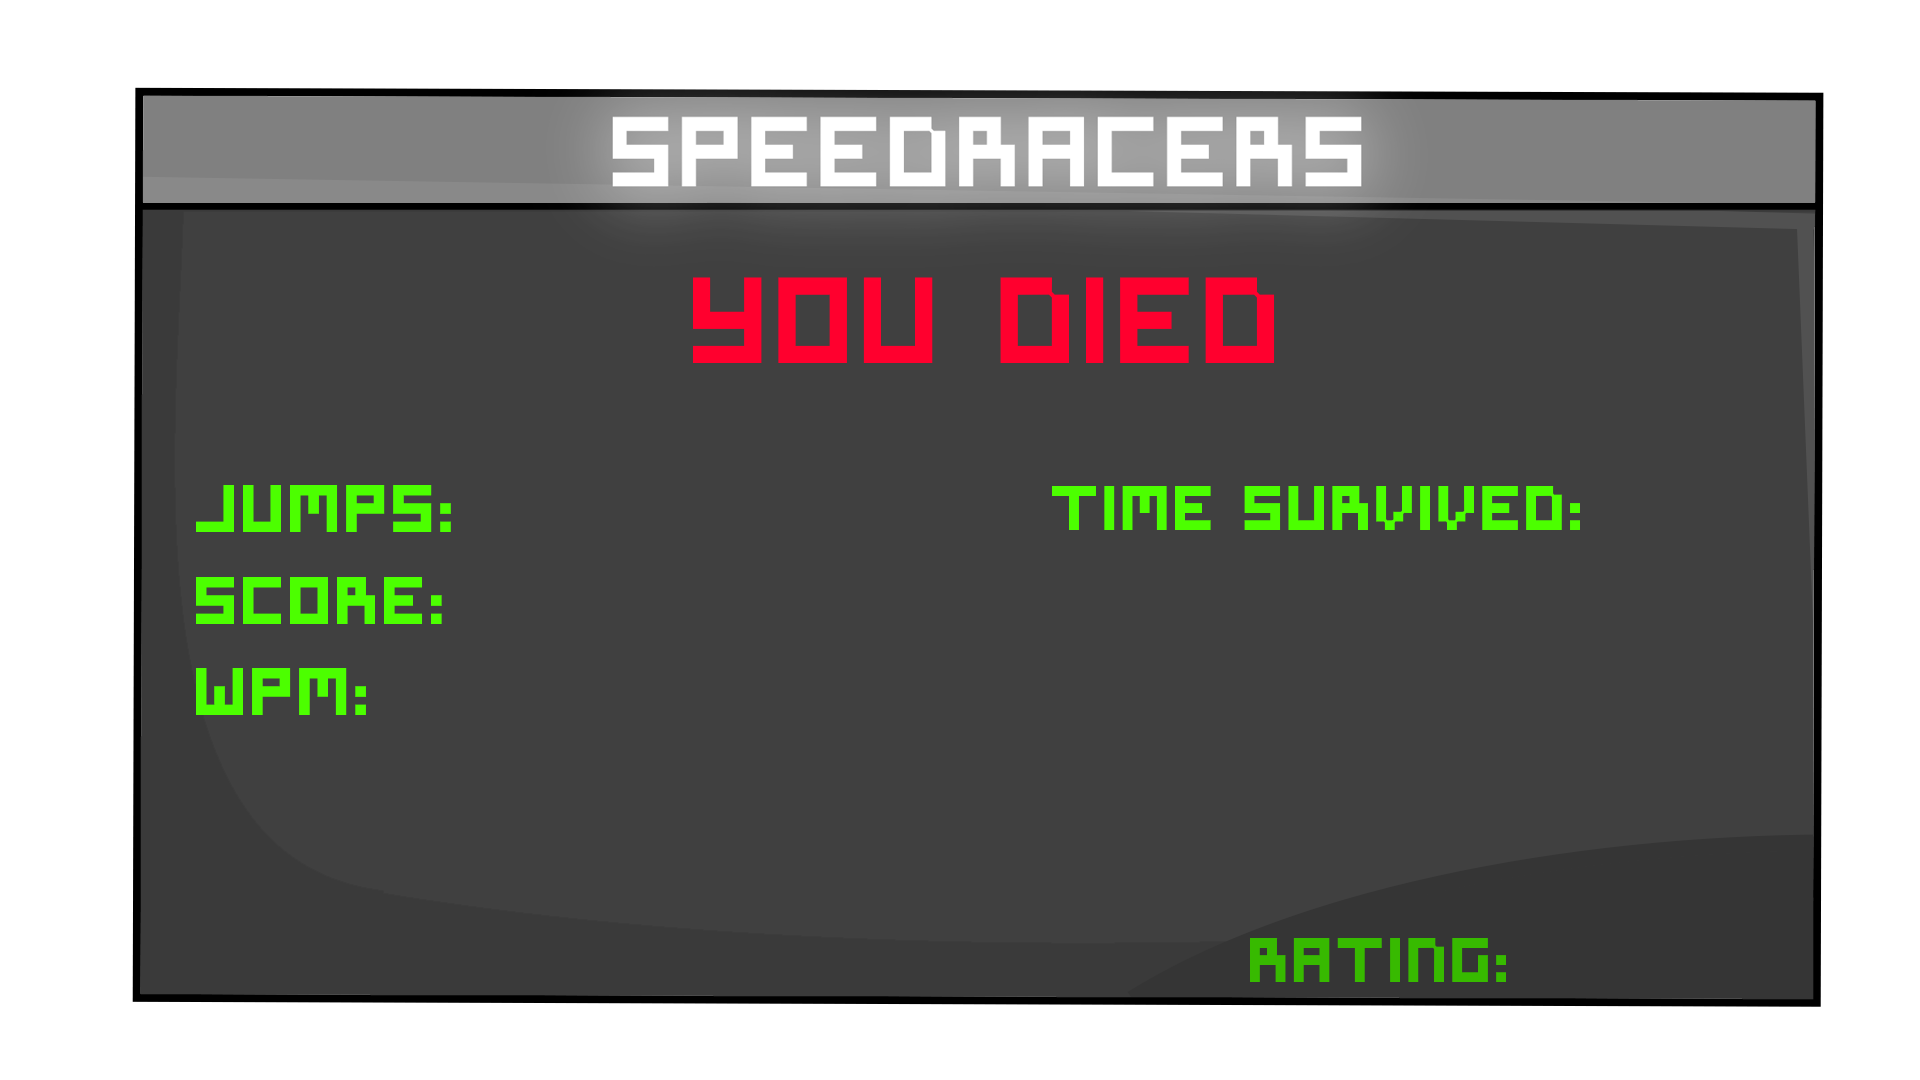 SPEEDRACERS
YOU DIED
JUMPS:
TIME SURVIVED:
SCORE:
WPM:
RATING: